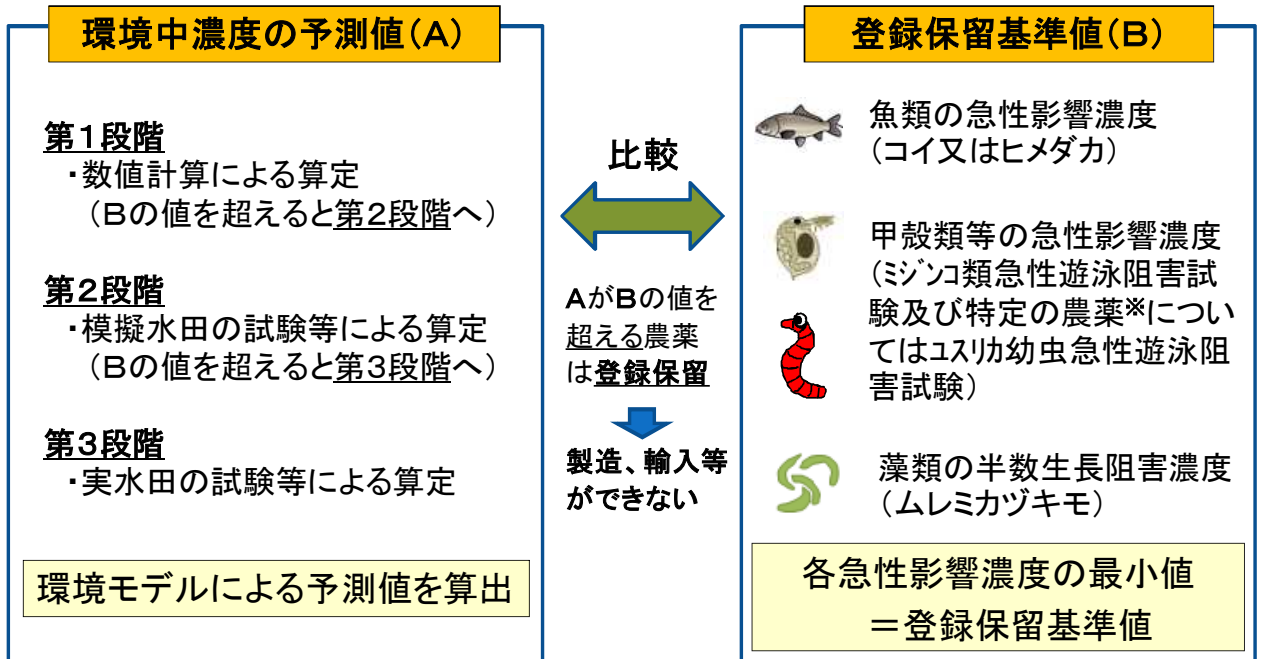 環境中濃度の予測値(A)
第1段階
・数値計算による算定
(Bの値を超えると第2段階へ)
第2段階
・模擬水田の試験等による算定
(Bの値を超えると第3段階へ)
第3段階
・実水田の試験等による算定
環境モデルによる予測値を算出
比較
AがBの値を
超える農薬
は登録保留
製造、輸入等
ができない
登録保留基準値(B)
魚類の急性影響濃度
(コイ又はヒメダカ)
甲殻類等の急性影響濃度
(ミジンコ類急性遊泳阻害試
験及び特定の農薬※につい
てはユスリカ幼虫急性遊泳阻
害試験)
藻類の半数生長阻害濃度
(ムレミカヅキモ)
各急性影響濃度の最小値
=登録保留基準値